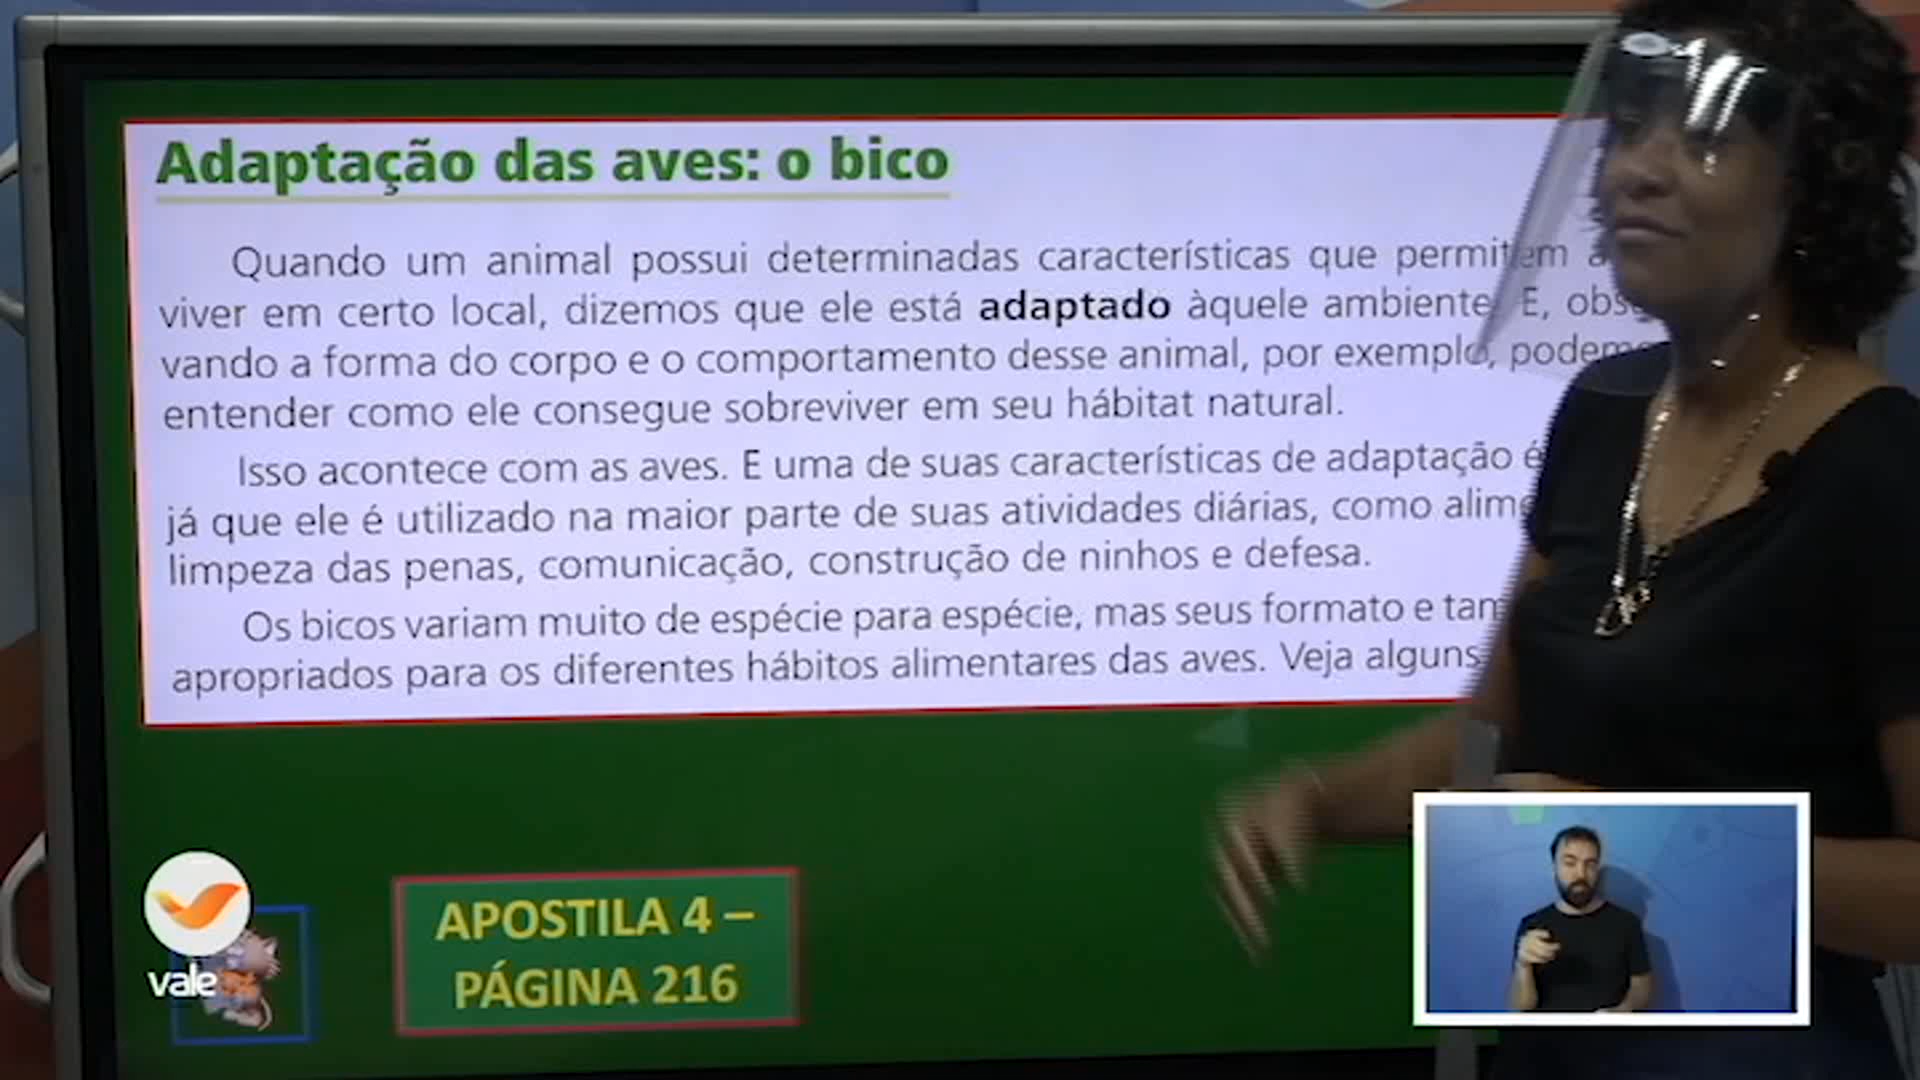 Adaptação das aves: o bico
Quando um animal possui determinadas características que permitem a
viver em certo local, dizemos que ele está adaptado àquele ambiente. E, obs
vando a forma do corpo e o comportamento desse animal, por exemplo, podemo
entender como ele consegue sobreviver em seu hábitat natural.
Isso acontece com as aves. E uma de suas características de adaptação é
já que ele é utilizado na maior parte de suas atividades diárias, como alim
limpeza das penas, comunicação, construção de ninhos e defesa.
Os bicos variam muito de espécie para espécie, mas seus formato e tam
apropriados para os diferentes hábitos alimentares das aves. Veja alguns
APOSTILA 4 –
PÁGINA 216
vale